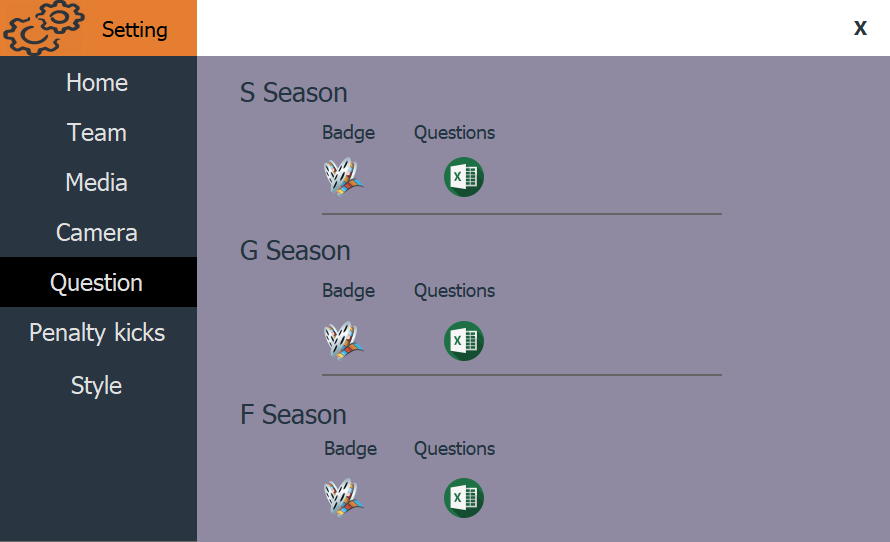 Setting
X
Home
Team
Media
Camera
Question
Penalty kicks
Style
S Season
Badge Questions
X
G Season
Badge Questions
X
F Season
Badge Questions
X